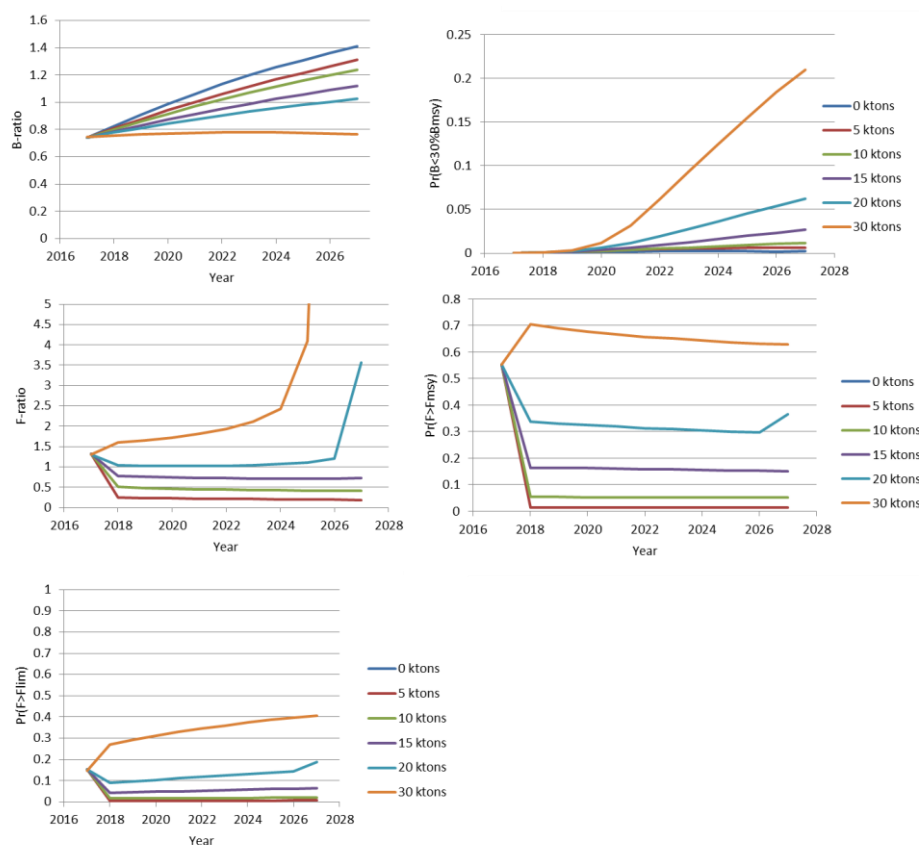 B-ratio
1.6
1.4
1.2
1
0.8
0.6
0.4
0.2
0
2016 2018 2020 2022 2024 2026
Year
Pr(B<30%Bmsy)
0.25
0.2
0.15
0.1
0.05
0
2016 2018 2020 2022 2024 2026 2028
Year
0 ktons
5 ktons
10 ktons
15 ktons
20 ktons
30 ktons
F-ratio
5
4.5
4
3.5
3
2.5
2
1.5
1
0.5
0
2016 2018 2020 2022 2024 2026 2028
Year
Pr(F>Fmsy)
0.8
0.7
0.6
0.5
0.4
0.3
0.2
0.1
0
2016 2018 2020 2022 2024 2026 2028
Year
0 ktons
5 ktons
10 ktons
15 ktons
20 ktons
30 ktons
Pr(F>Flim)
1
0.9
0.8
0.7
0.6
0.5
0.4
0.3
0.2
0.1
0
2016 2018 2020 2022 2024 2026 2028
Year
0 ktons
5 ktons
10 ktons
15 ktons
20 ktons
30 ktons